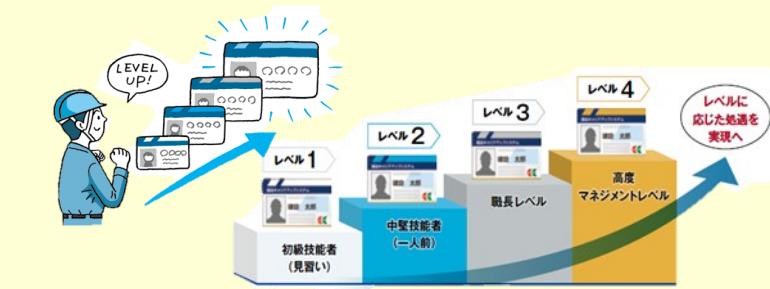 LEVEL
UP!
レベル1
レベル2
レベル3
レベル4
初級技能者
(見習い)
中堅技能者
(一人前)
職長レベル
高度
マネジメントレベル
レベルに
応じた処遇を
実現へ